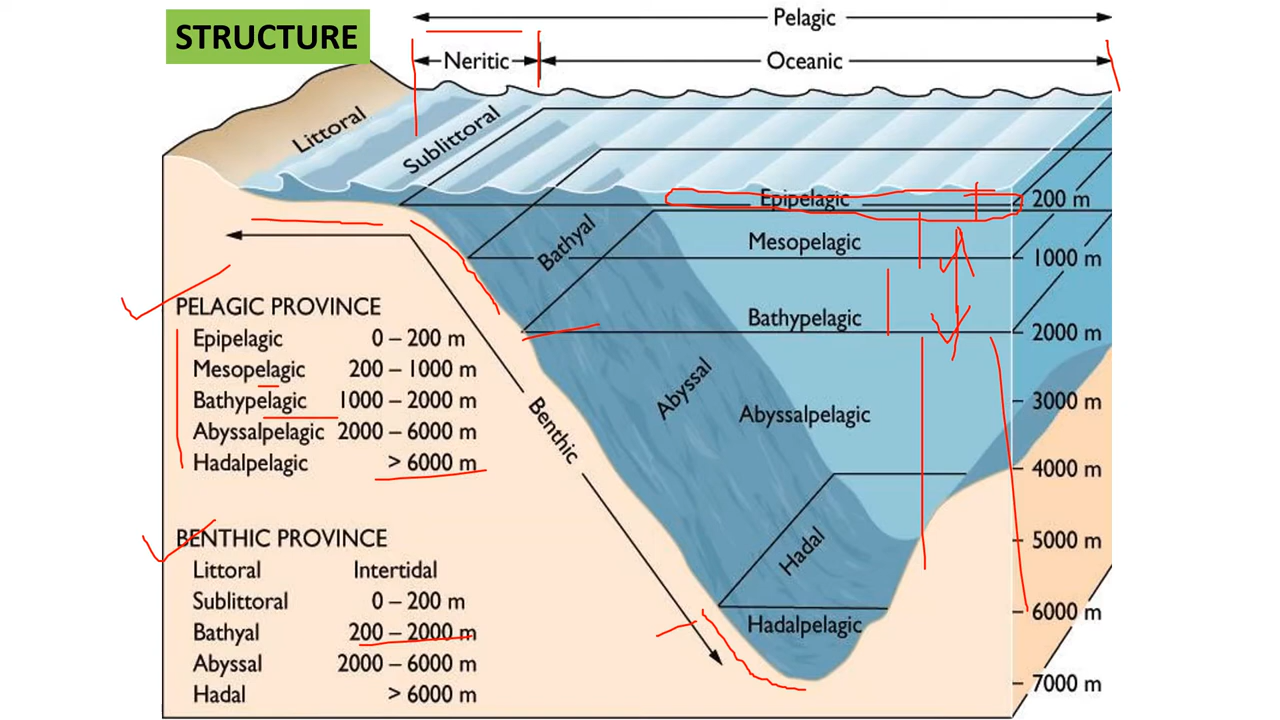 STRUCTURE
Pelagic
Neritic
Oceanic
Littoral
Sublittoral
Epipelagic
200 m
Bathyal
Mesopelagic
1000 m
Bathypelagic
2000 m
Abyssal
Abyssalpelagic
3000 m
4000 m
Benthic
Hadal
5000 m
6000 m
Hadalpelagic
7000 m
PELAGIC PROVINCE
Epipelagic 0 – 200 m
Mesopelagic 200 – 1000 m
Bathypelagic 1000 – 2000 m
Abyssalpelagic 2000 – 6000 m
Hadalpelagic > 6000 m
BENTHIC PROVINCE
Littoral Intertidal
Sublittoral 0 – 200 m
Bathyal 200 – 2000 m
Abyssal 2000 – 6000 m
Hadal > 6000 m